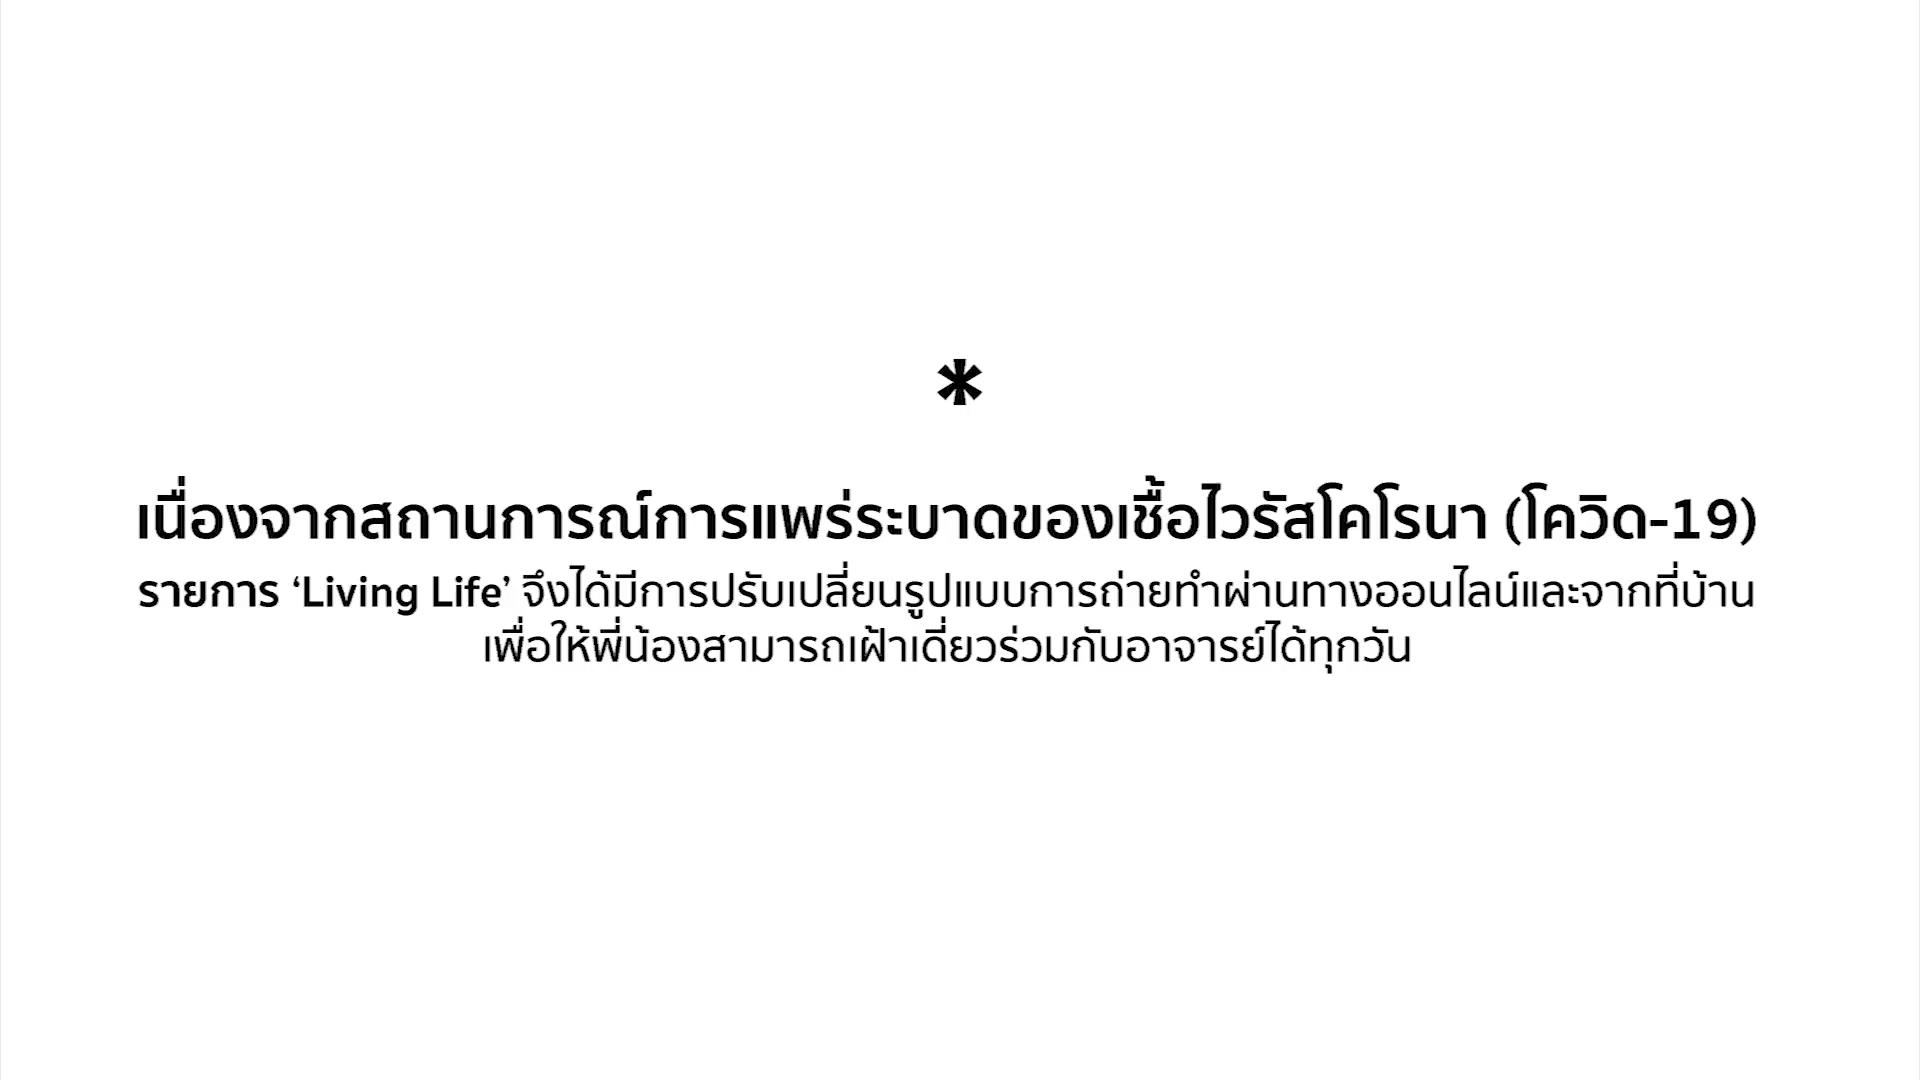 *
เนื่องจากสถานการณ์การแพร่ระบาดของเชื้อไวรัสโคโรนา (โควิด-19)
รายการ ‘Living Life’ จึงได้มีการปรับเปลี่ยนรูปแบบการถ่ายทำผ่านทางออนไลน์และจากที่บ้าน
เพื่อให้พี่น้องสามารถเฝ้าเดี่ยวร่วมกับอาจารย์ได้ทุกวัน